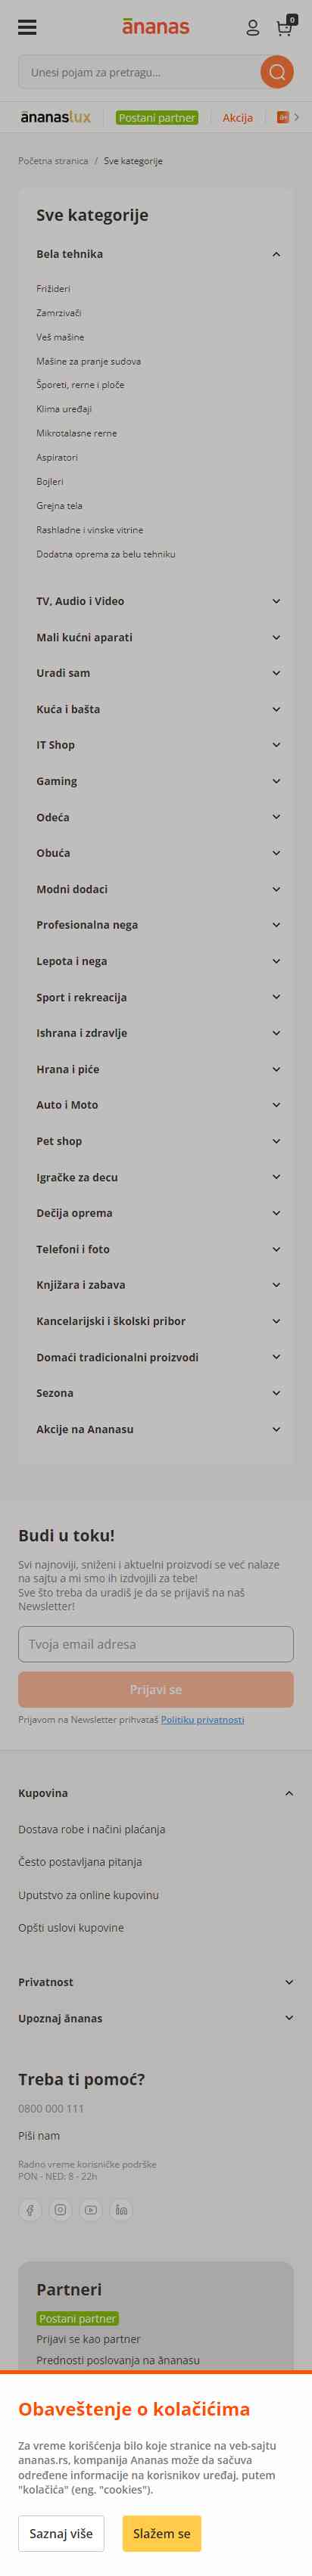 ānanas
0
Unesi pojam za pretragu...
ānanaslux
Postani partner
Akcija
a+
Početna stranica / Sve kategorije
Sve kategorije
Bela tehnika
Frižideri
Zamrzivači
Veš mašine
Mašine za pranje sudova
Šporeti, rerne i ploče
Klima uređaji
Mikrotalasne rerne
Aspiratori
Bojleri
Grejna tela
Rashladne i vinske vitrine
Dodatna oprema za belu tehniku
TV, Audio i Video
Mali kućni aparati
Uradi sam
Kuća i bašta
IT Shop
Gaming
Odeća
Obuća
Modni dodaci
Profesionalna nega
Lepota i nega
Sport i rekreacija
Ishrana i zdravlje
Hrana i piće
Auto i Moto
Pet shop
Igračke za decu
Dečija oprema
Telefoni i foto
Knjižara i zabava
Kancelarijski i školski pribor
Domaći tradicionalni proizvodi
Sezona
Akcije na Ananasu
Budi u toku!
Svi najnoviji, sniženi i aktuelni proizvodi se već nalaze
na sajtu a mi smo ih izdvojili za tebe!
Sve što treba da uradiš je da se prijaviš na naš
Newsletter!
Tvoja email adresa
Prijavi se
Prijavom na Newsletter prihvataš Politiku privatnosti
Kupovina
Dostava robe i načini plaćanja
Često postavljana pitanja
Uputstvo za online kupovinu
Opšti uslovi kupovine
Privatnost
Upoznaj ānanas
Treba ti pomoć?
0800 000 111
Piši nam
Radno vreme korisničke podrške
PON - NED: 8 - 22h
Partneri
Postani partner
Prijavi se kao partner
Prednosti poslovanja na ānanasu
Obaveštenje o kolačićima
Za vreme korišćenja bilo koje stranice na veb-sajtu
ananas.rs, kompanija Ananas može da sačuva
određene informacije na korisnikov uređaj, putem
"kolačića" (eng. "cookies").
Saznaj više
Slažem se